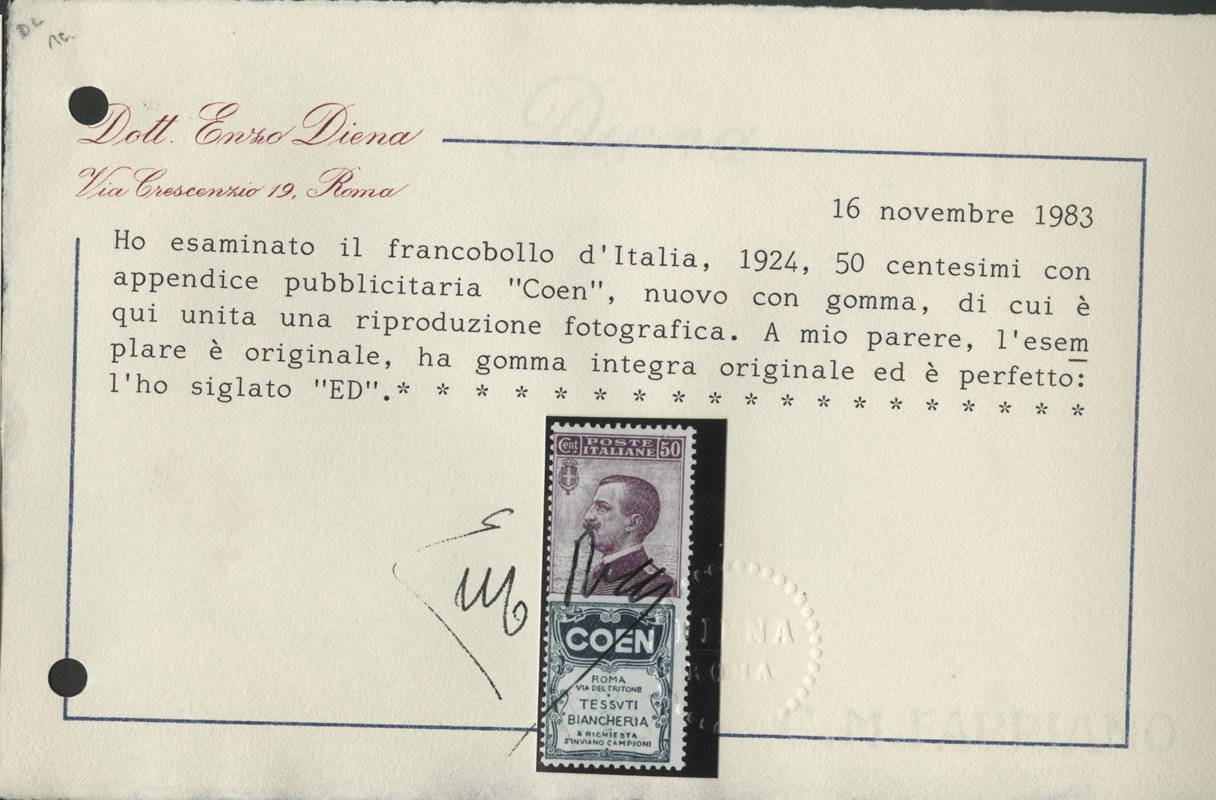 Dott. Enzo Diena
Via Crescenzio 19, Roma
16 novembre 1983
Ho esaminato il francobollo d'Italia, 1924, 50 centesimi con
appendice pubblicitaria "Coen", nuovo con gomma, di cui è
qui unita una riproduzione fotografica. A mio parere, l'esem
plare è originale, ha gomma integra originale ed è perfetto:
l'ho siglato "ED".* * * * * * * * * * * * * * * * * * *
Cent POSTE ITALIANE 50
COEN
ROMA
VIA DEL TRITONE
TESSVTI
BIANCHERIA
A RICHIESTA
S'INVIANO CAMPIONI
DIENA
ROMA
Diena
C.M.FABRIANO